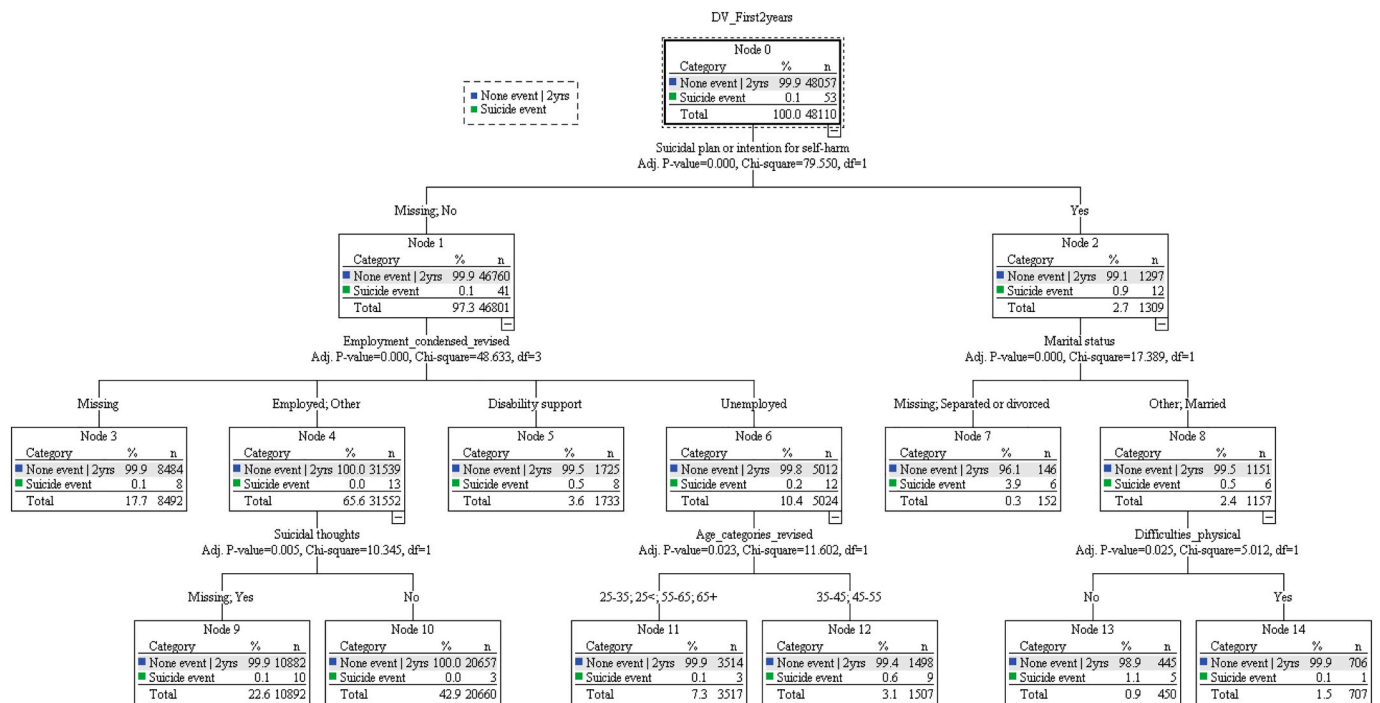 DV_First2years
Node 0
Category % n
None event | 2yrs 99.9 48057
Suicide event 0.1 53
Total 100.0 48110
None event | 2yrs
Suicide event
Suicidal plan or intention for self-harm
Adj. P-value=0.000, Chi-square=79.550, df=1
Missing; No
Yes
Node 1
Category % n
None event | 2yrs 99.9 46760
Suicide event 0.1 41
Total 97.3 46801
Node 2
Category % n
None event | 2yrs 99.1 1297
Suicide event 0.9 12
Total 2.7 1309
Employment_condensed_revised
Adj. P-value=0.000, Chi-square=48.633, df=3
Marital status
Adj. P-value=0.000, Chi-square=17.389, df=1
Missing
Employed; Other
Disability support
Unemployed
Missing; Separated or divorced
Other; Married
Node 3
Category % n
None event | 2yrs 99.9 8484
Suicide event 0.1 8
Total 17.7 8492
Node 4
Category % n
None event | 2yrs 100.0 31539
Suicide event 0.0 13
Total 65.6 31552
Node 5
Category % n
None event | 2yrs 99.5 1725
Suicide event 0.5 8
Total 3.6 1733
Node 6
Category % n
None event | 2yrs 99.8 5012
Suicide event 0.2 12
Total 10.4 5024
Node 7
Category % n
None event | 2yrs 96.1 146
Suicide event 3.9 6
Total 0.3 152
Node 8
Category % n
None event | 2yrs 99.5 1151
Suicide event 0.5 6
Total 2.4 1157
Suicidal thoughts
Adj. P-value=0.005, Chi-square=10.345, df=1
Age_categories_revised
Adj. P-value=0.023, Chi-square=11.602, df=1
Difficulties_physical
Adj. P-value=0.025, Chi-square=5.012, df=1
Missing; Yes
No
25-35; 25<; 55-65; 65+
35-45; 45-55
No
Yes
Node 9
Category % n
None event | 2yrs 99.9 10882
Suicide event 0.1 10
Total 22.6 10892
Node 10
Category % n
None event | 2yrs 100.0 20657
Suicide event 0.0 3
Total 42.9 20660
Node 11
Category % n
None event | 2yrs 99.9 3514
Suicide event 0.1 3
Total 7.3 3517
Node 12
Category % n
None event | 2yrs 99.4 1498
Suicide event 0.6 9
Total 3.1 1507
Node 13
Category % n
None event | 2yrs 98.9 445
Suicide event 1.1 5
Total 0.9 450
Node 14
Category % n
None event | 2yrs 99.9 706
Suicide event 0.1 1
Total 1.5 707